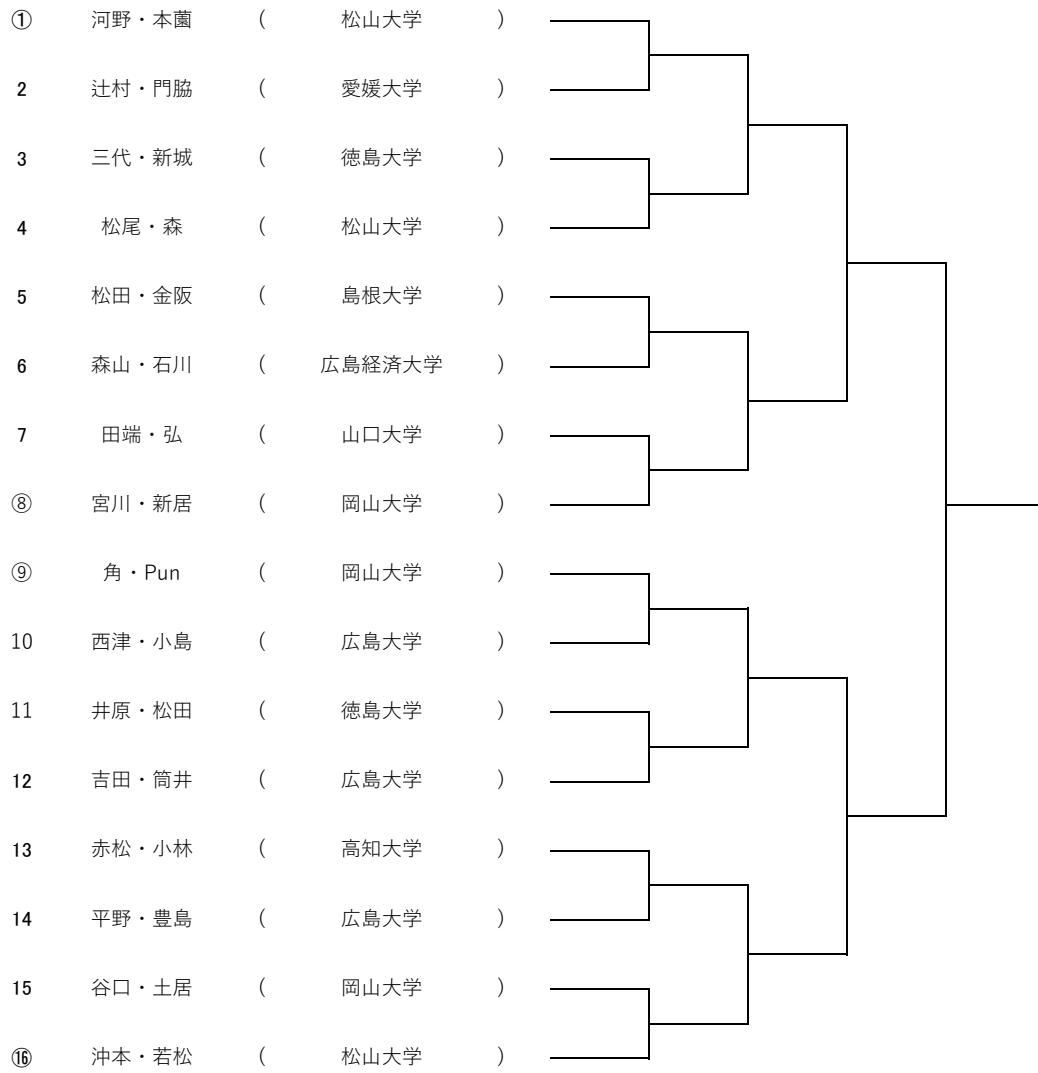 ① 河野・本薗 ( 松山大学 )
2 辻村・門脇 ( 愛媛大学 )
3 三代・新城 ( 徳島大学 )
4 松尾・森 ( 松山大学 )
5 松田・金阪 ( 島根大学 )
6 森山・石川 ( 広島経済大学 )
7 田端・弘 ( 山口大学 )
⑧ 宮川・新居 ( 岡山大学 )
⑨ 角・Pun ( 岡山大学 )
10 西津・小島 ( 広島大学 )
11 井原・松田 ( 徳島大学 )
12 吉田・筒井 ( 広島大学 )
13 赤松・小林 ( 高知大学 )
14 平野・豊島 ( 広島大学 )
15 谷口・土居 ( 岡山大学 )
⑯ 沖本・若松 ( 松山大学 )